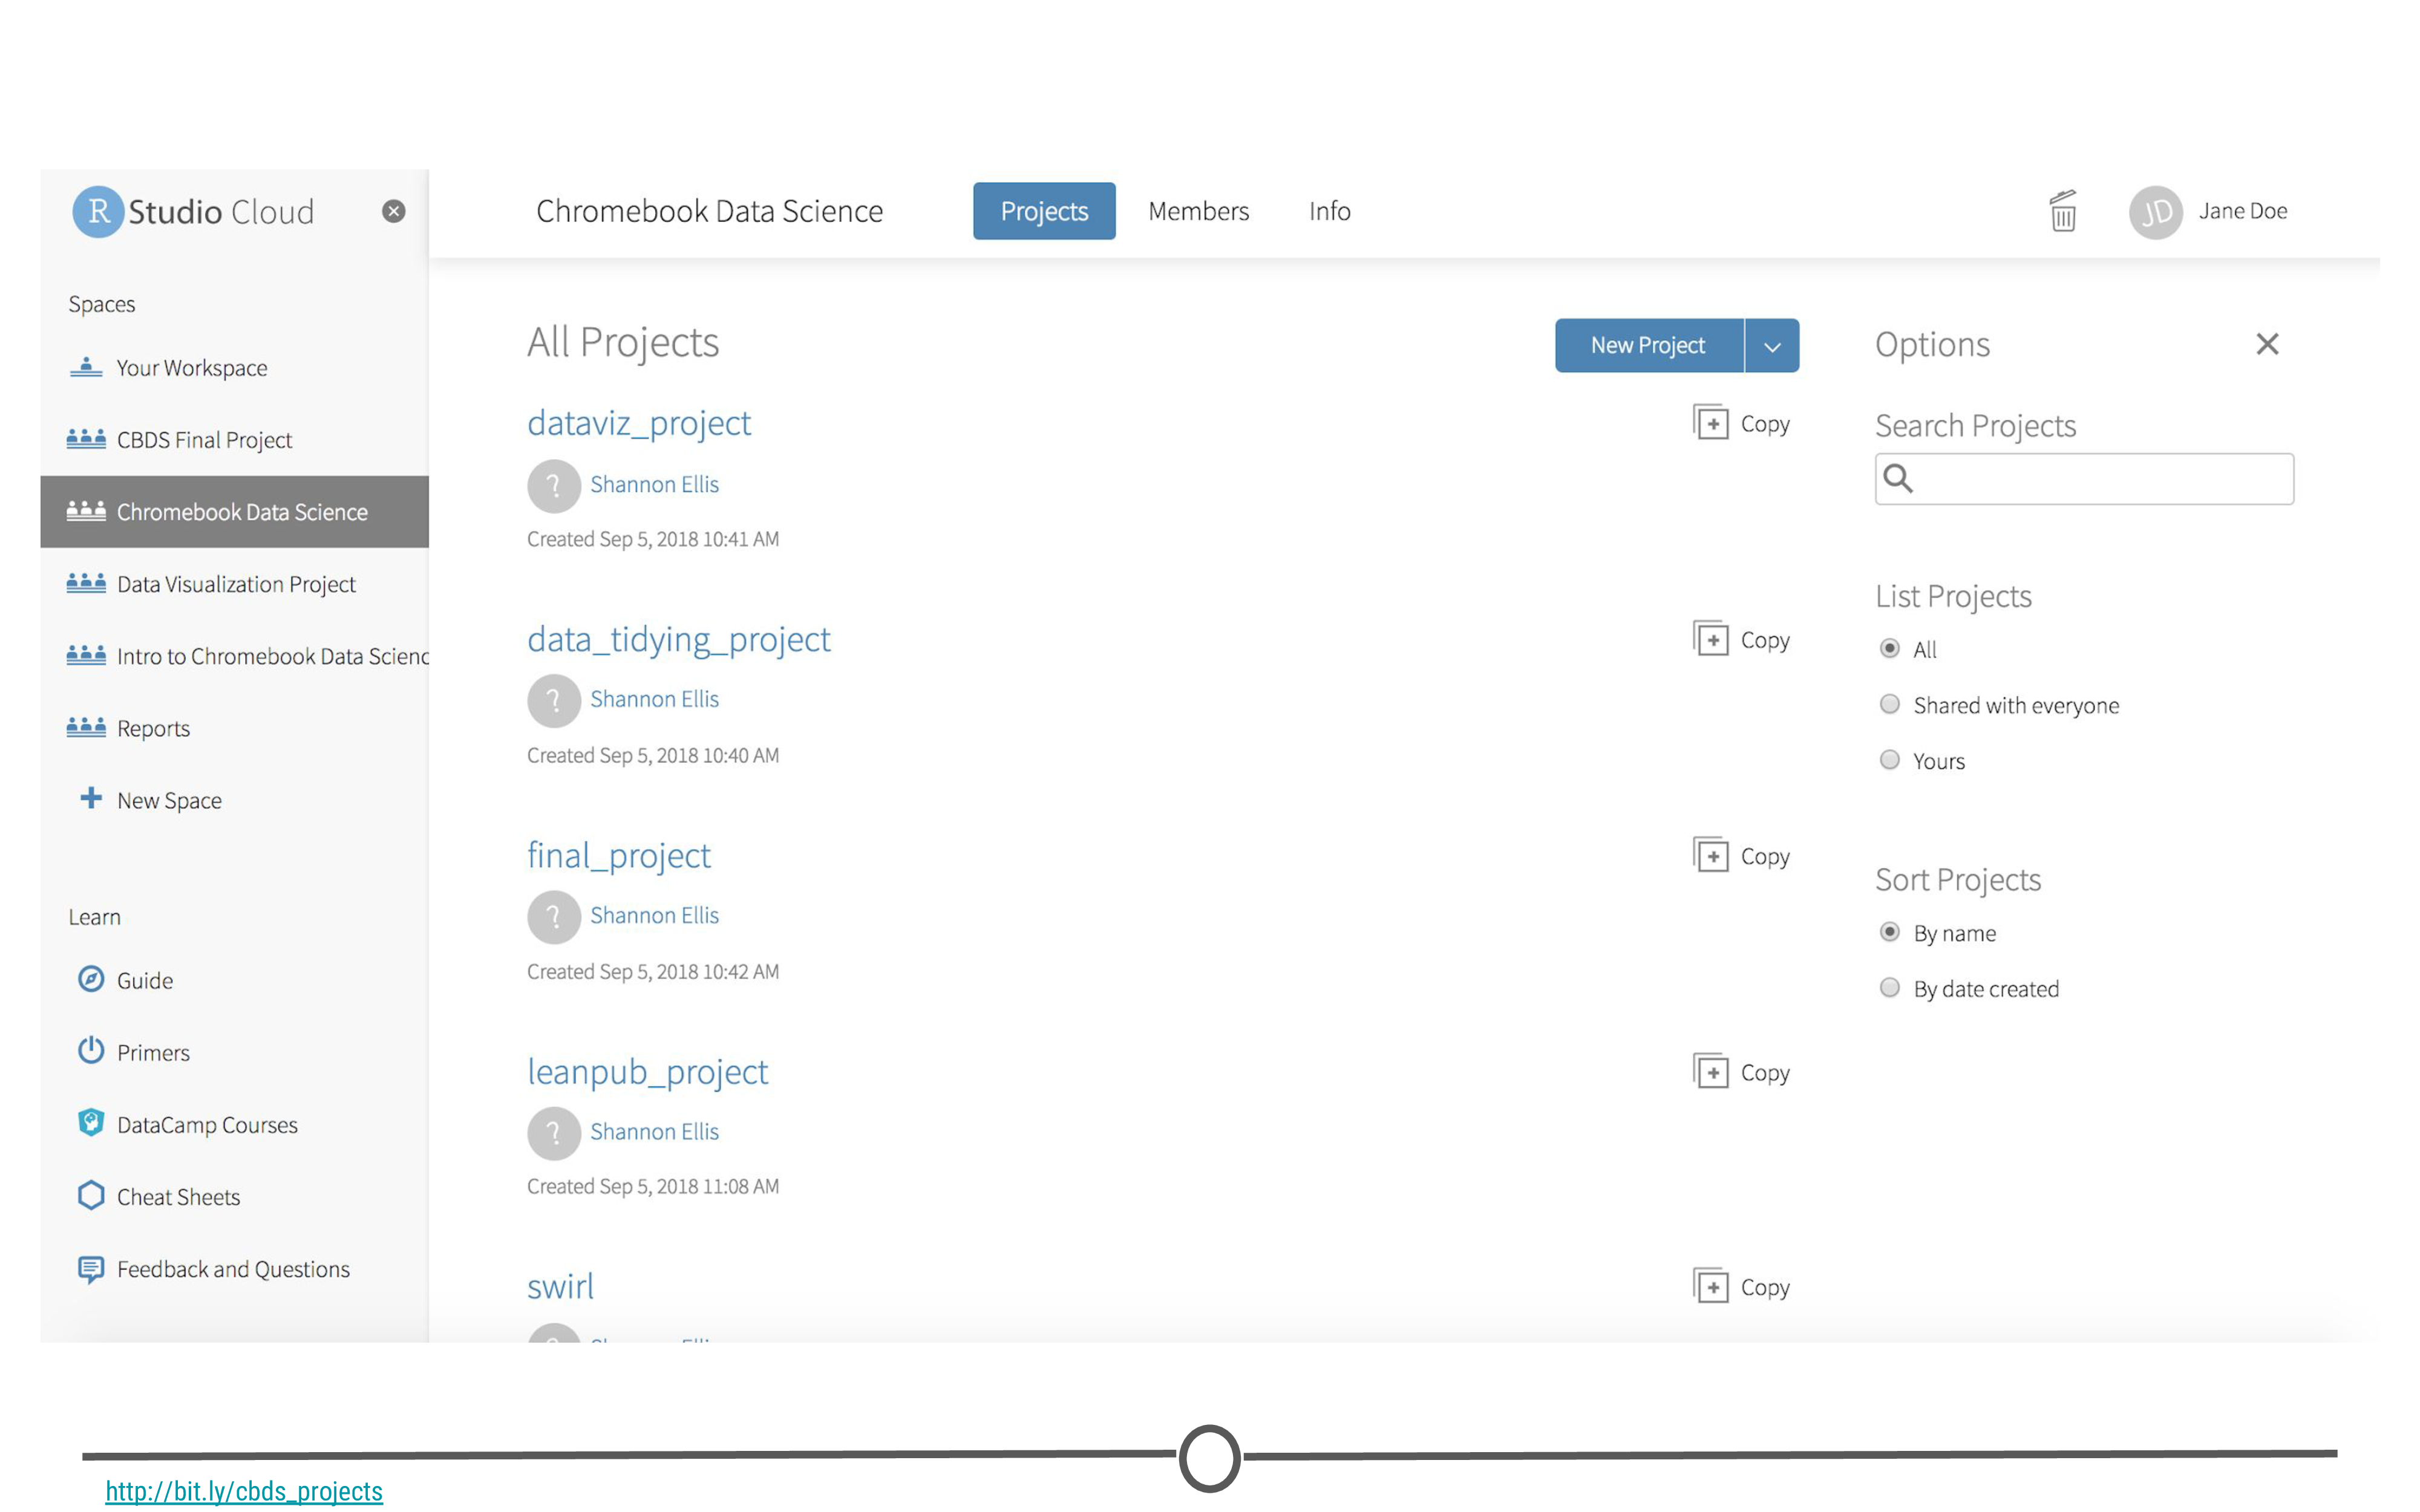 R Studio Cloud
Spaces
Your Workspace
CBDS Final Project
Chromebook Data Science
Data Visualization Project
Intro to Chromebook Data Scienc
Reports
New Space
Learn
Guide
Primers
DataCamp Courses
Cheat Sheets
Feedback and Questions
Chromebook Data Science
Projects
Members
Info
JD
Jane Doe
All Projects
New Project
dataviz_project
Copy
? Shannon Ellis
Created Sep 5, 2018 10:41 AM
data_tidying_project
Copy
? Shannon Ellis
Created Sep 5, 2018 10:40 AM
final_project
Copy
? Shannon Ellis
Created Sep 5, 2018 10:42 AM
leanpub_project
Copy
? Shannon Ellis
Created Sep 5, 2018 11:08 AM
swirl
Copy
Options
Search Projects
List Projects
All
Shared with everyone
Yours
Sort Projects
By name
By date created
http://bit.ly/cbds_projects